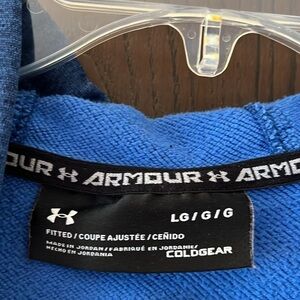 OUR ARMOUR ARMO
LG/G/G
FITTED/COUPE AJUSTÉE/CEÑIDO
MADE IN JORDAN/FABRIQUÉ EN JORDANIE/
HECHO EN JORDANIA
COLDGEAR